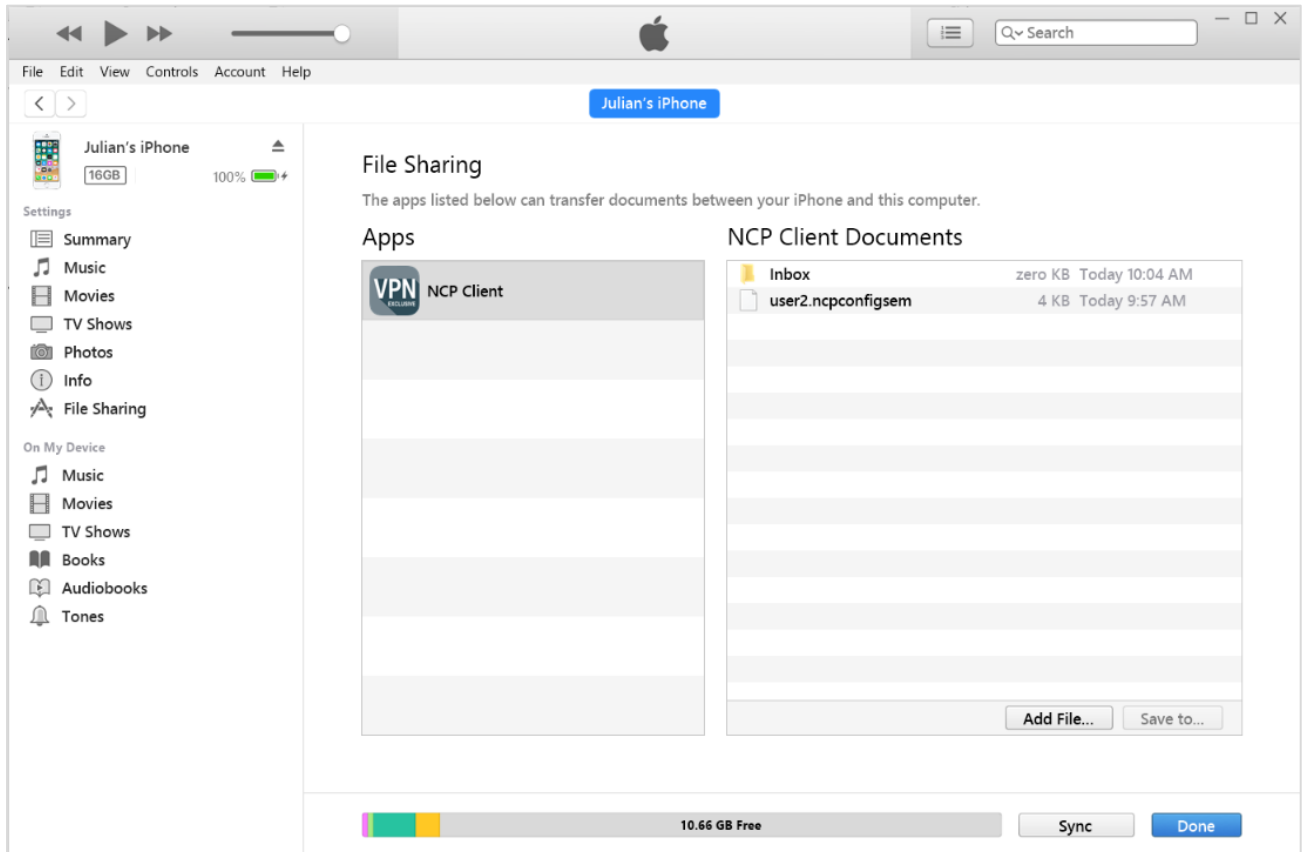 Search
File Edit View Controls Account Help
Julian's iPhone
Julian's iPhone
16GB 100%
Settings
Summary
Music
Movies
TV Shows
Photos
Info
File Sharing
On My Device
Music
Movies
TV Shows
Books
Audiobooks
Tones
File Sharing
The apps listed below can transfer documents between your iPhone and this computer.
Apps
VPN
EXCLUSIVE
NCP Client
NCP Client Documents
Inbox zero KB Today 10:04 AM
user2.ncpconfigsem 4 KB Today 9:57 AM
Add File... Save to...
10.66 GB Free
Sync Done